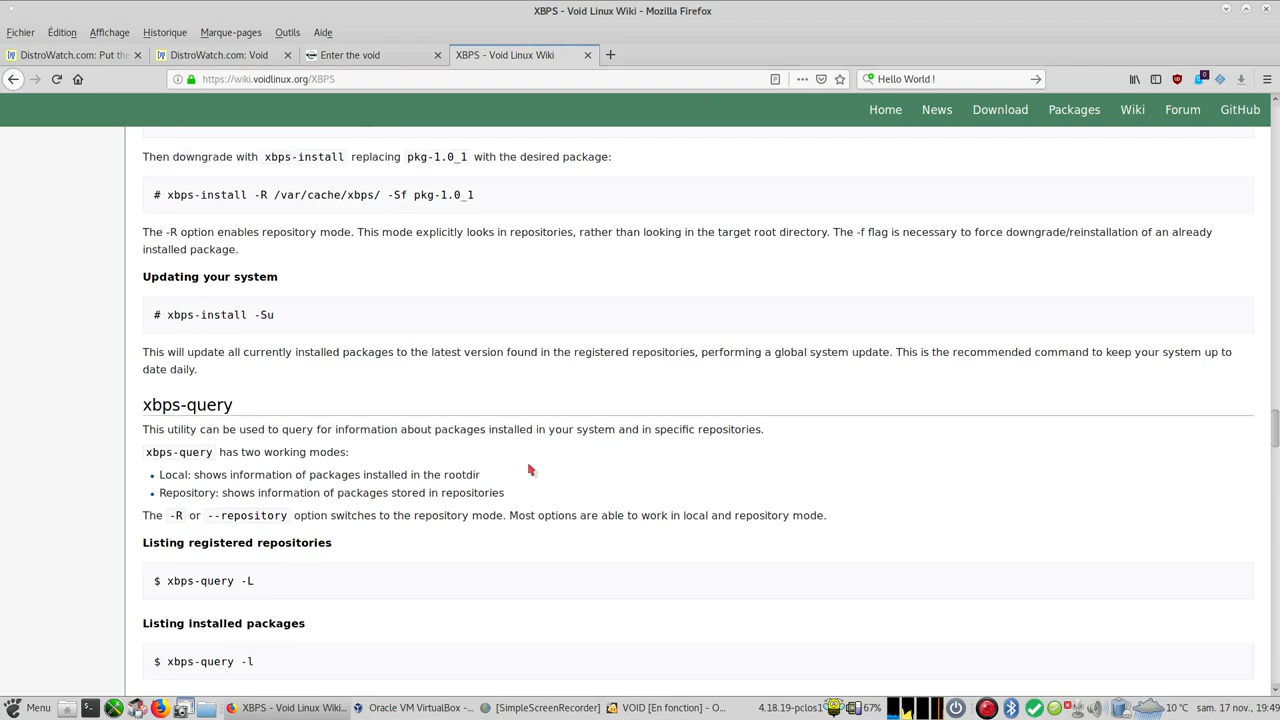 XBPS - Void Linux Wiki - Mozilla Firefox
Fichier Édition Affichage Historique Marque-pages Outils Aide
DistroWatch.com: Put the DistroWatch.com: Void Enter the void XBPS - Void Linux Wiki
https://wiki.voidlinux.org/XBPS Hello World ! 0
Home News Download Packages Wiki Forum GitHub
Then downgrade with xbps-install replacing pkg-1.0_1 with the desired package:
# xbps-install -R /var/cache/xbps/ -Sf pkg-1.0_1
The -R option enables repository mode. This mode explicitly looks in repositories, rather than looking in the target root directory. The -f flag is necessary to force downgrade/reinstallation of an already
installed package.
Updating your system
# xbps-install -Su
This will update all currently installed packages to the latest version found in the registered repositories, performing a global system update. This is the recommended command to keep your system up to
date daily.
xbps-query
This utility can be used to query for information about packages installed in your system and in specific repositories.
xbps-query has two working modes:
• Local: shows information of packages installed in the rootdir
• Repository: shows information of packages stored in repositories
The -R or --repository option switches to the repository mode. Most options are able to work in local and repository mode.
Listing registered repositories
$ xbps-query -L
Listing installed packages
$ xbps-query -l
Menu XBPS - Void Linux Wiki... Oracle VM VirtualBox - ... [SimpleScreenRecorder] VOID [En fonction] - O... 67% 4.18.19-pclos1 10 °C sam. 17 nov., 19:49